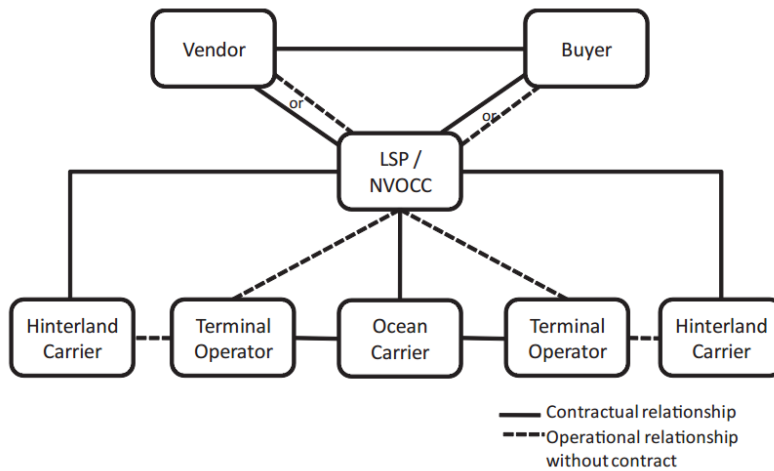 Vendor
Buyer
or
or
LSP /
NVOCC
Hinterland
Carrier
Terminal
Operator
Ocean
Carrier
Terminal
Operator
Hinterland
Carrier
Contractual relationship
Operational relationship
without contract